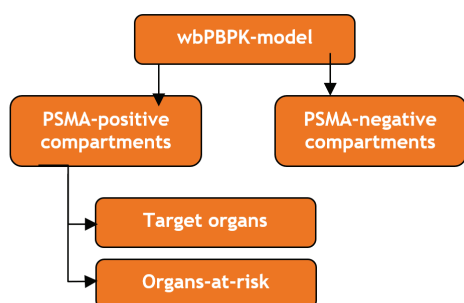 wbPBPK-model
PSMA-positive
compartments
PSMA-negative
compartments
Target organs
Organs-at-risk